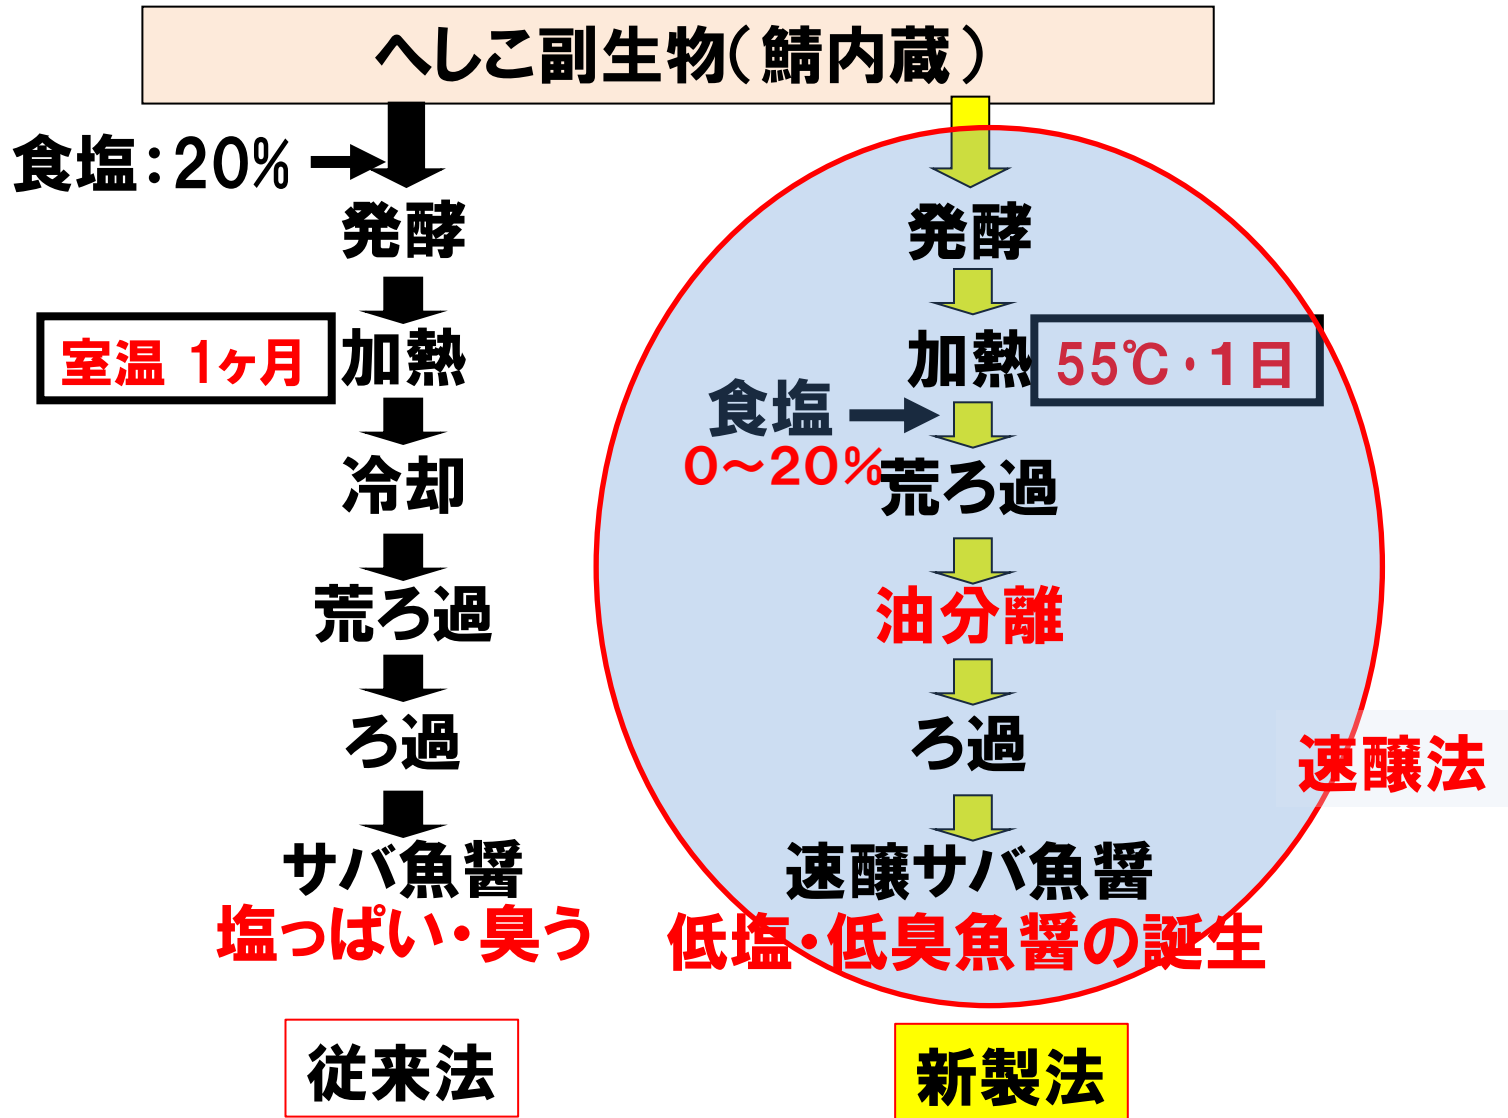 へしこ副生物(鯖内蔵)
食塩:20%
発酵
室温 1ヶ月
加熱
冷却
荒ろ過
ろ過
サバ魚醤
塩っぱい・臭う
従来法
発酵
加熱
55℃・1日
食塩
0~20%
荒ろ過
油分離
ろ過
速醸法
速醸サバ魚醤
低塩・低臭魚醤の誕生
新製法